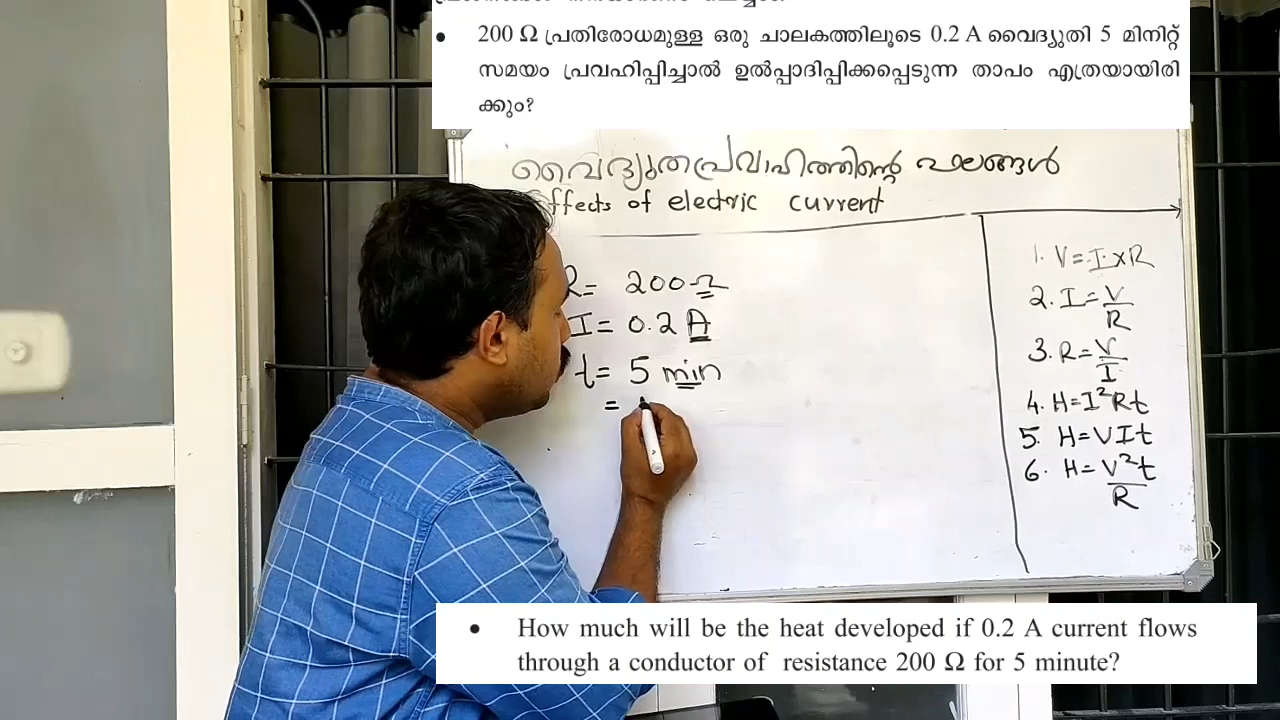 200 Ω പ്രതിരോധമുള്ള ഒരു ചാലകത്തിലൂടെ 0.2 A വൈദ്യുതി 5 മിനിറ്റ്
സമയം പ്രവഹിപ്പിച്ചാൽ ഉൽപ്പാദിപ്പിക്കപ്പെടുന്ന താപം എത്രയായിരി
ക്കും?
വൈദ്യുതപ്രവാഹത്തിന്റെ ഫലങ്ങൾ
Effects of electric current
R= 200Ω
I= 0.2 A
t= 5 min
=
1. V=I×R
2. I=V/R
3. R=V/I
4. H=I²Rt
5. H=VIt
6. H=V²t/R
• How much will be the heat developed if 0.2 A current flows
through a conductor of resistance 200 Ω for 5 minute?